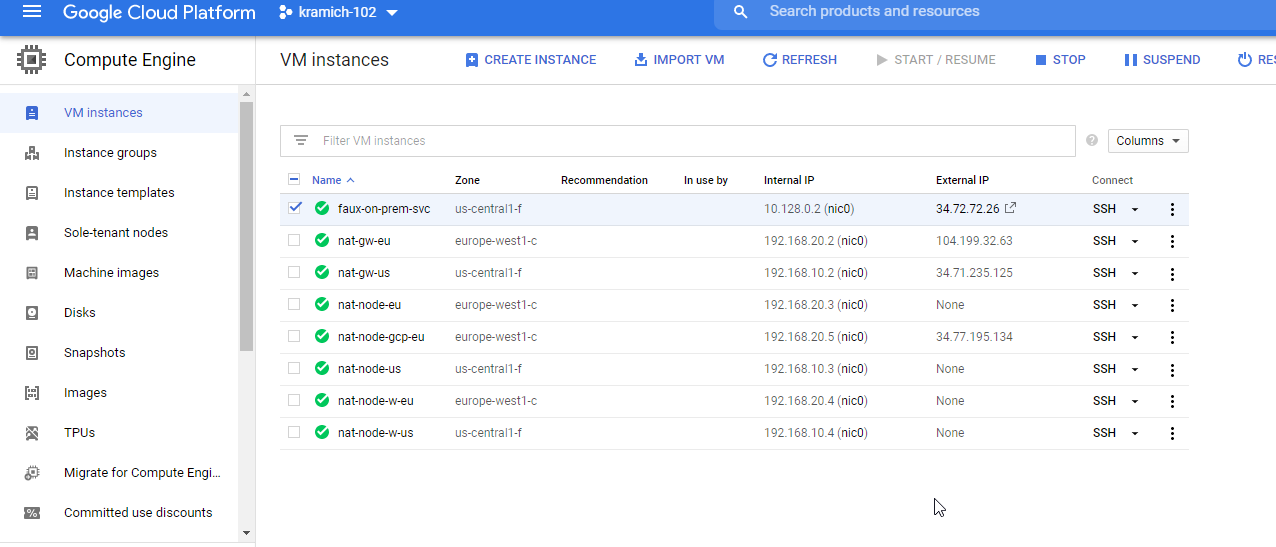 Google Cloud Platform kramich-102 Search products and resources
Compute Engine VM instances CREATE INSTANCE IMPORT VM REFRESH START / RESUME STOP SUSPEND RES
VM instances
Instance groups
Instance templates
Sole-tenant nodes
Machine images
Disks
Snapshots
Images
TPUs
Migrate for Compute Engi...
Committed use discounts
Filter VM instances Columns
Name Zone Recommendation In use by Internal IP External IP Connect
faux-on-prem-svc us-central1-f 10.128.0.2 (nic0) 34.72.72.26 SSH
nat-gw-eu europe-west1-c 192.168.20.2 (nic0) 104.199.32.63 SSH
nat-gw-us us-central1-f 192.168.10.2 (nic0) 34.71.235.125 SSH
nat-node-eu europe-west1-c 192.168.20.3 (nic0) None SSH
nat-node-gcp-eu europe-west1-c 192.168.20.5 (nic0) 34.77.195.134 SSH
nat-node-us us-central1-f 192.168.10.3 (nic0) None SSH
nat-node-w-eu europe-west1-c 192.168.20.4 (nic0) None SSH
nat-node-w-us us-central1-f 192.168.10.4 (nic0) None SSH